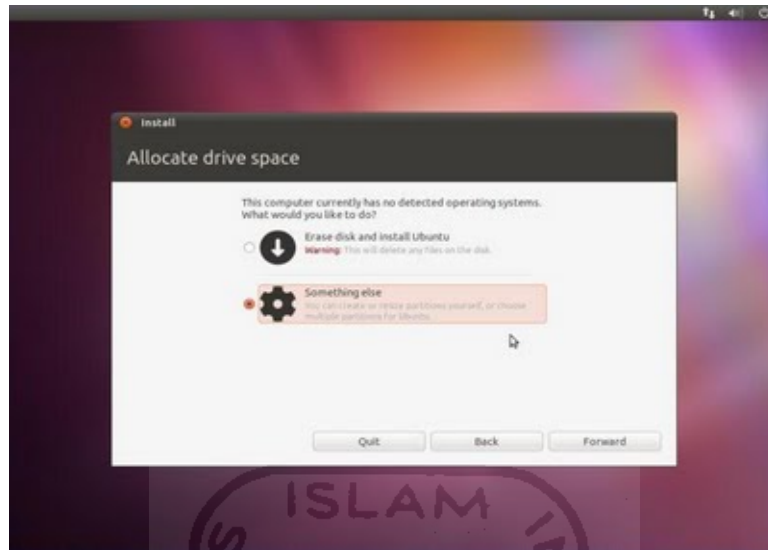 Install
Allocate drive space
This computer currently has no detected operating systems.
What would you like to do?
Erase disk and install Ubuntu
Warning: This will delete any files on the disk.
Something else
You can create or resize partitions yourself, or choose
multiple partitions for Ubuntu.
Quit Back Forward
ISLAM